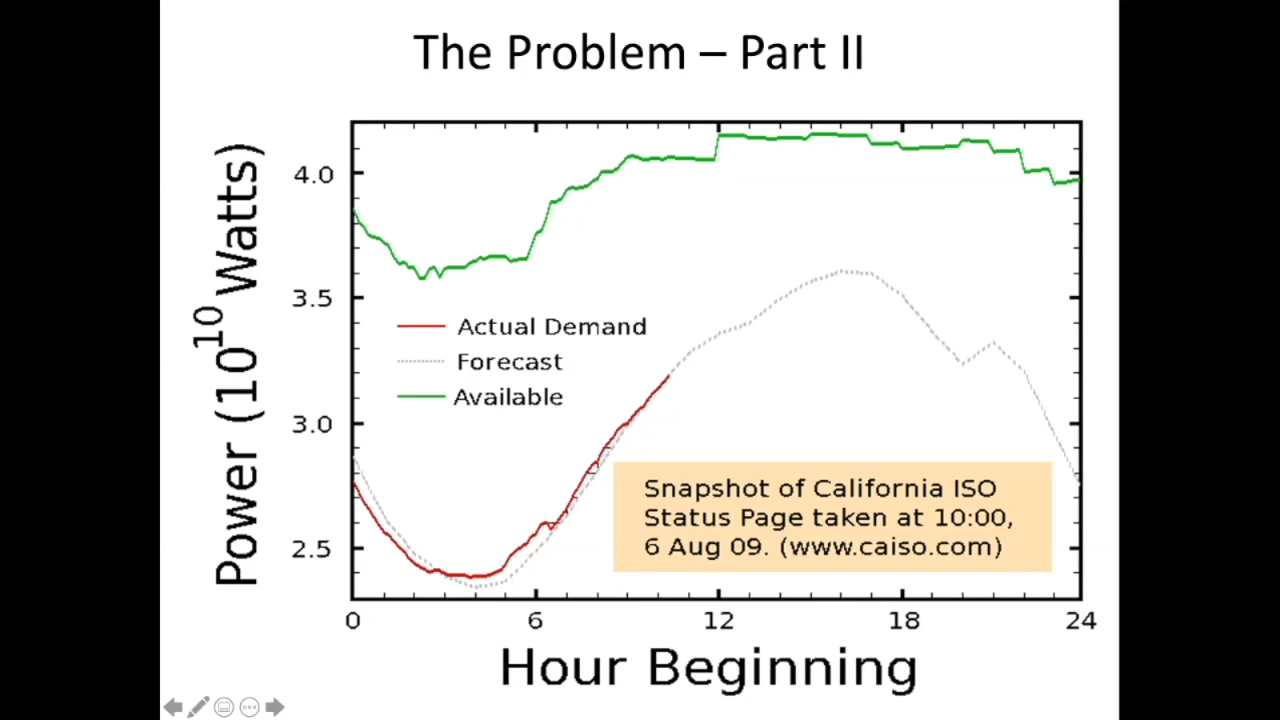 The Problem – Part II
Power (10^10 Watts)
4.0
3.5
3.0
2.5
Actual Demand
Forecast
Available
Snapshot of California ISO
Status Page taken at 10:00,
6 Aug 09. (www.caiso.com)
0 6 12 18 24
Hour Beginning